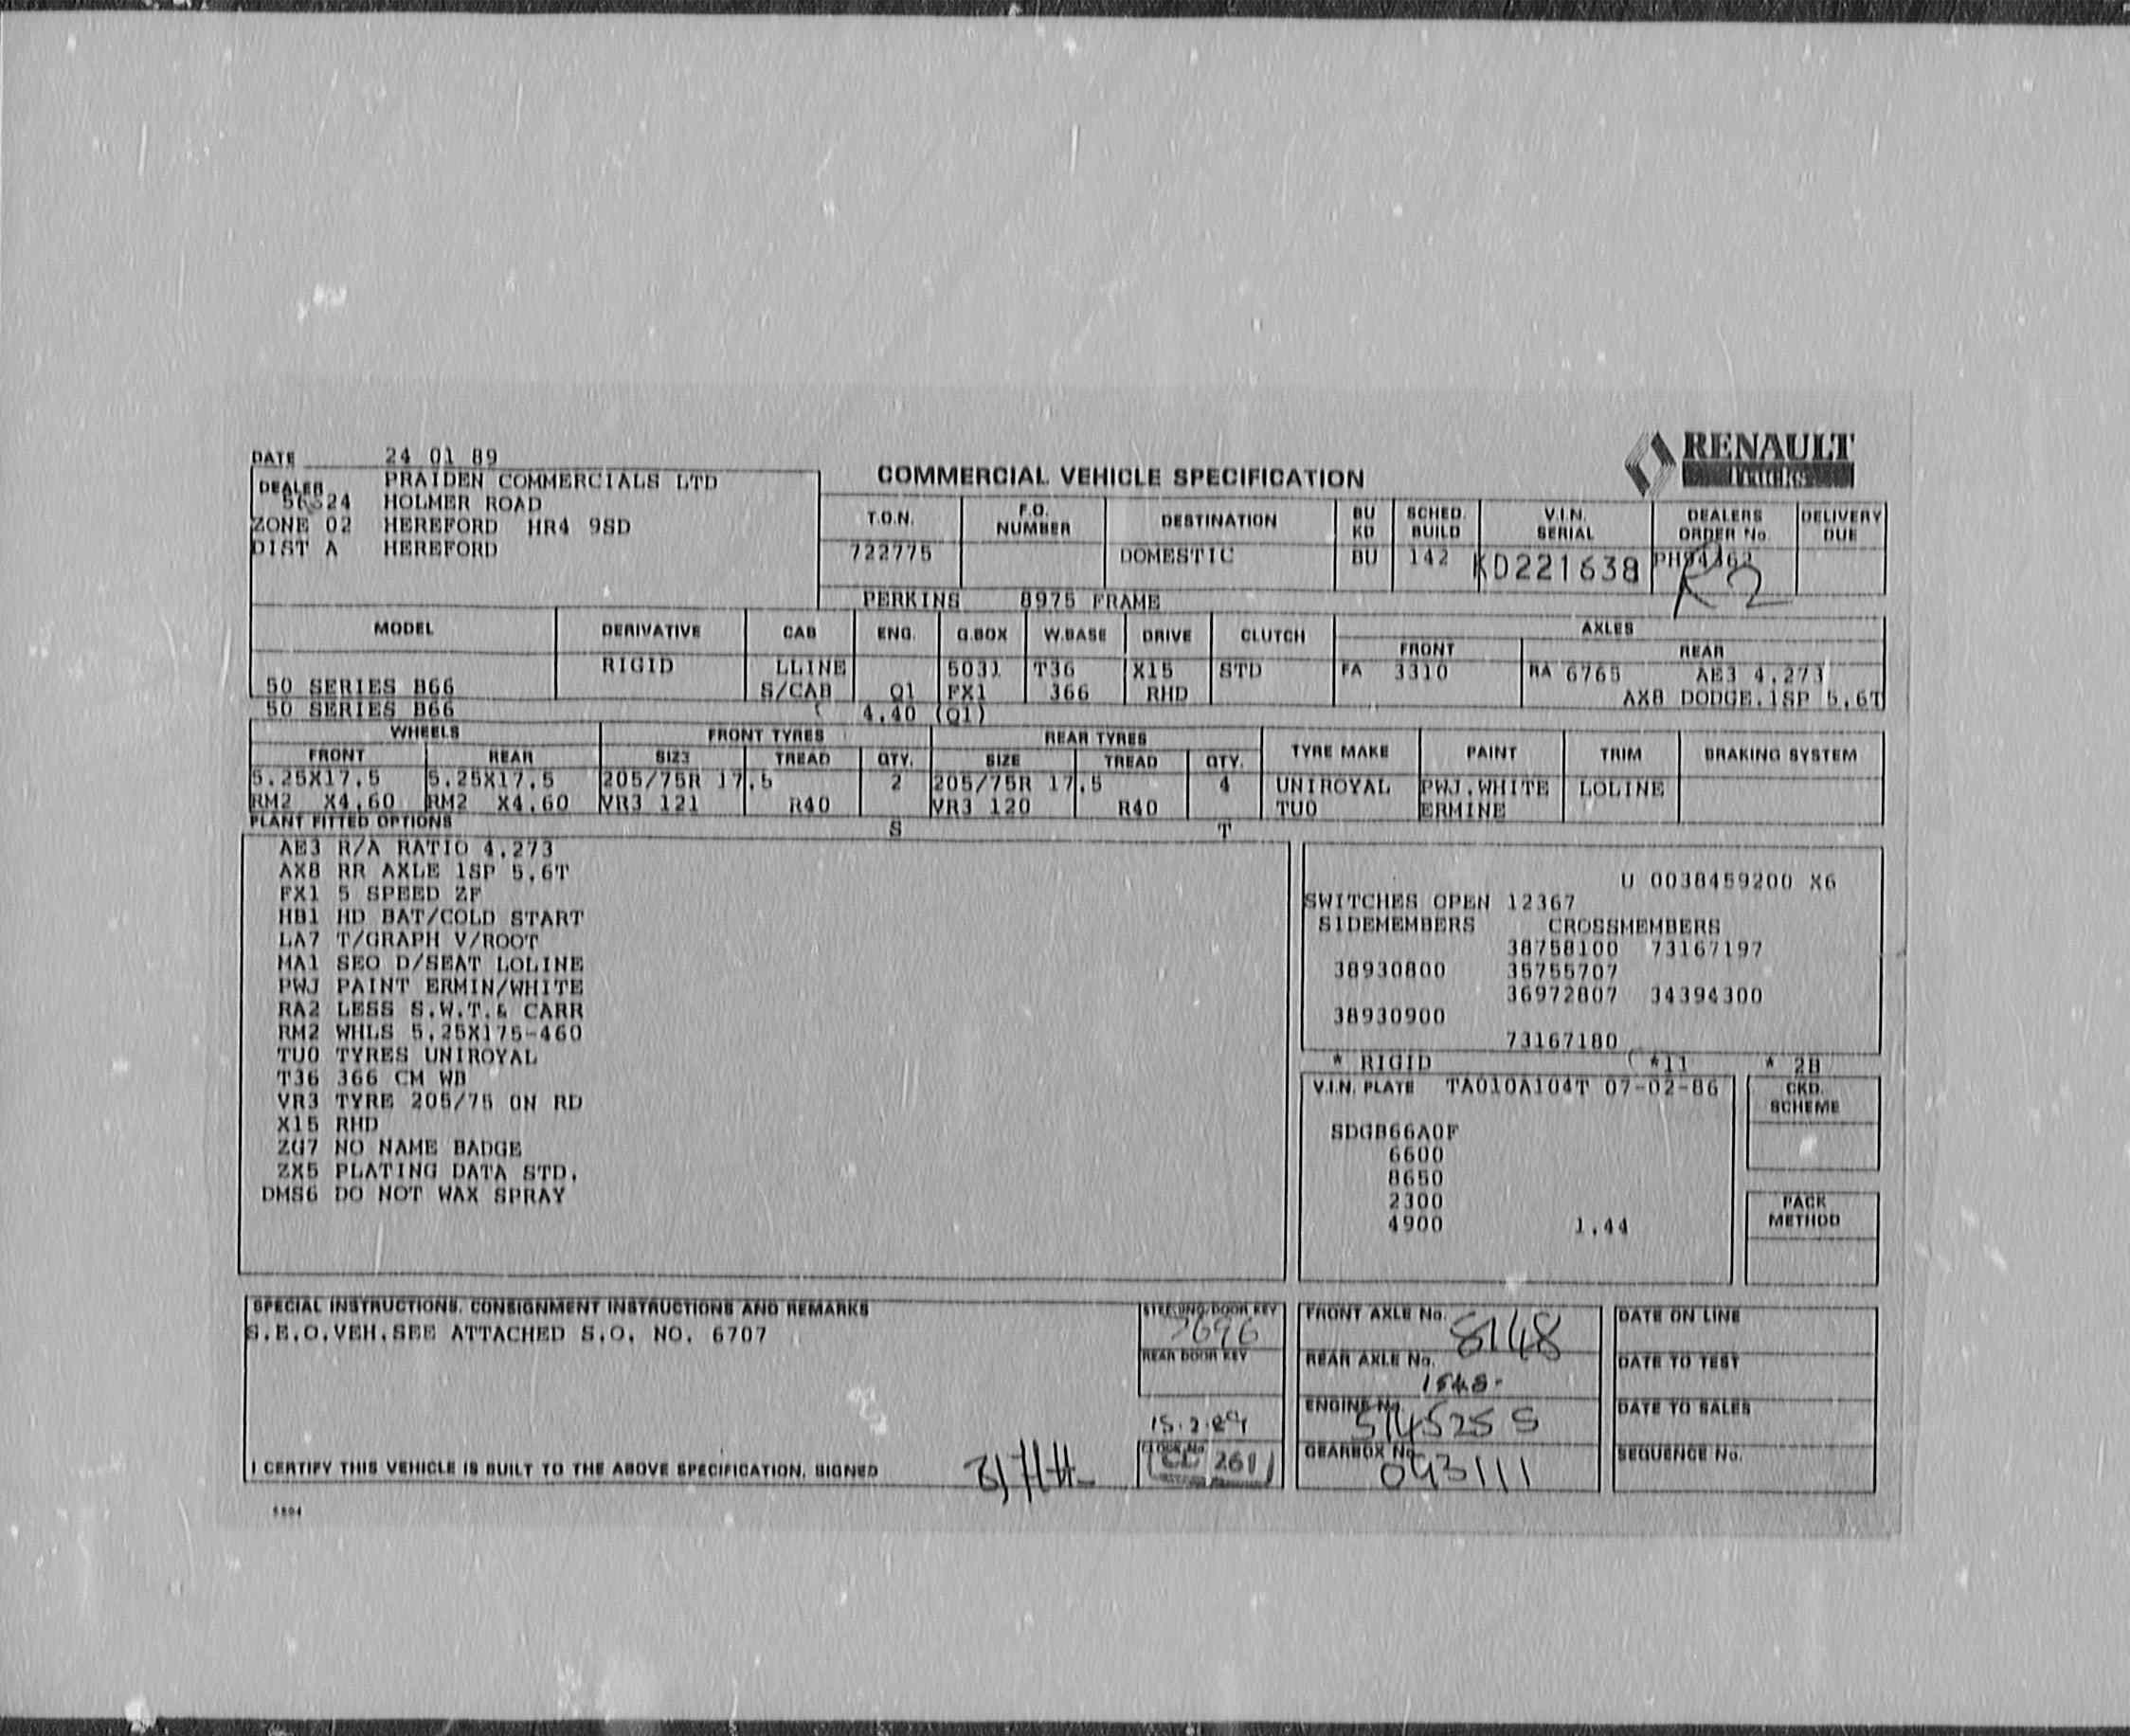 RENAULT
Trucks
DATE 24 01 89
COMMERCIAL VEHICLE SPECIFICATION
DEALER PRAIDEN COMMERCIALS LTD
HOLMER ROAD
ZONE 02 HEREFORD HR4 9SD
DIST A HEREFORD
T.O.N. F.O. NUMBER DESTINATION BU KD SCHED. BUILD V.I.N. SERIAL DEALERS ORDER No DELIVERY DUE
722775 DOMESTIC BU 142 KD221638
PERKINS 8975 FRAME
MODEL DERIVATIVE CAB ENG. G.BOX W.BASE DRIVE CLUTCH AXLES
FRONT REAR
RIGID LLINE 5031 T36 X15 STD FA 3310 RA 6765 AE3 4.273
50 SERIES B66 S/CAB Q1 FX1 366 RHD AX8 DODGE.1SP 5.6T
50 SERIES B66 4.40 (Q1)
WHEELS FRONT TYRES REAR TYRES TYRE MAKE PAINT TRIM BRAKING SYSTEM
FRONT REAR SIZE TREAD QTY. SIZE TREAD QTY.
5.25X17.5 5.25X17.5 205/75R 17.5 2 205/75R 17.5 4 UNIROYAL PWJ.WHITE LOLINE
RM2 X4.60 RM2 X4.60 VR3 121 R40 VR3 120 R40 TU0 ERMINE
PLANT FITTED OPTIONS S T
AE3 R/A RATIO 4.273
AX8 RR AXLE 1SP 5.6T
FX1 5 SPEED ZF
HB1 HD BAT/COLD START
LA7 T/GRAPH V/ROOT
MA1 SEO D/SEAT LOLINE
PWJ PAINT ERMIN/WHITE
RA2 LESS S.W.T.& CARR
RM2 WHLS 5.25X175-460
TU0 TYRES UNIROYAL
T36 366 CM WB
VR3 TYRE 205/75 ON RD
X15 RHD
ZG7 NO NAME BADGE
ZX5 PLATING DATA STD.
DMS6 DO NOT WAX SPRAY
U 0038459200 X6
SWITCHES OPEN 12367
SIDEMEMBERS CROSSMEMBERS
38758100 73167197
38930800 35755707
36972807 34394300
38930900
73167180
* RIGID *11 * 2B
V.I.N. PLATE TA010A104T 07-02-86
SDGB66A0F
6600
8650
2300
4900 1.44
CKD. SCHEME
PACK METHOD
SPECIAL INSTRUCTIONS, CONSIGNMENT INSTRUCTIONS AND REMARKS
S.E.O.VEH.SEE ATTACHED S.O. NO. 6707
I CERTIFY THIS VEHICLE IS BUILT TO THE ABOVE SPECIFICATION, SIGNED
STEERING/DOOR KEY
REAR DOOR KEY
15.2.89
CLOCK No
CL 261
FRONT AXLE No. 8148
REAR AXLE No.
ENGINE No.
GEARBOX No. 043111
DATE ON LINE
DATE TO TEST
DATE TO SALES
SEQUENCE No.